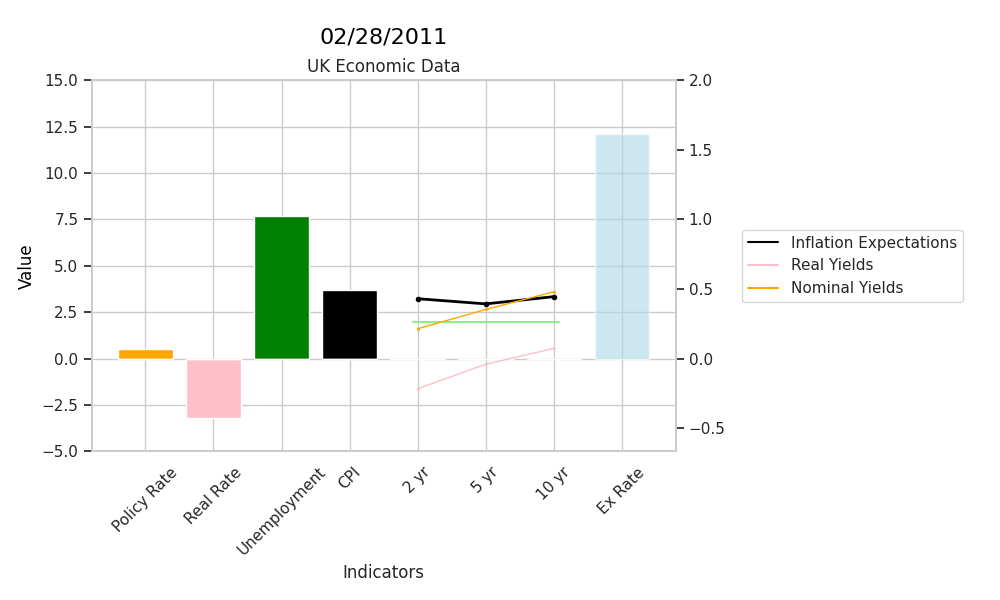 02/28/2011
UK Economic Data
15.0
12.5
10.0
7.5
5.0
2.5
0.0
−2.5
−5.0
Value
2.0
1.5
1.0
0.5
0.0
−0.5
Policy Rate
Real Rate
Unemployment
CPI
2 yr
5 yr
10 yr
Ex Rate
Indicators
Inflation Expectations
Real Yields
Nominal Yields